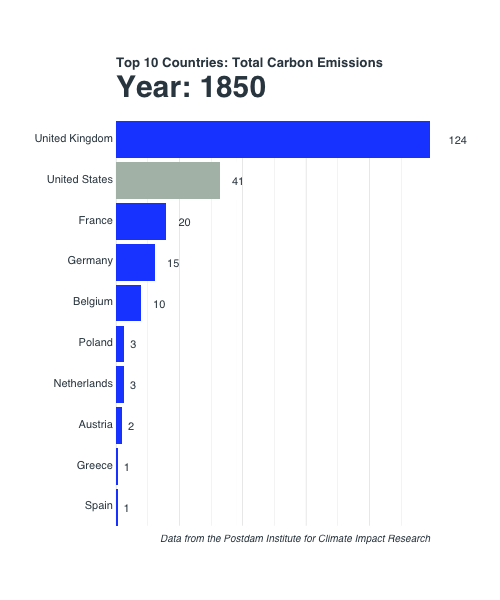 Top 10 Countries: Total Carbon Emissions
Year: 1850
United Kingdom 124
United States 41
France 20
Germany 15
Belgium 10
Poland 3
Netherlands 3
Austria 2
Greece 1
Spain 1
Data from the Postdam Institute for Climate Impact Research